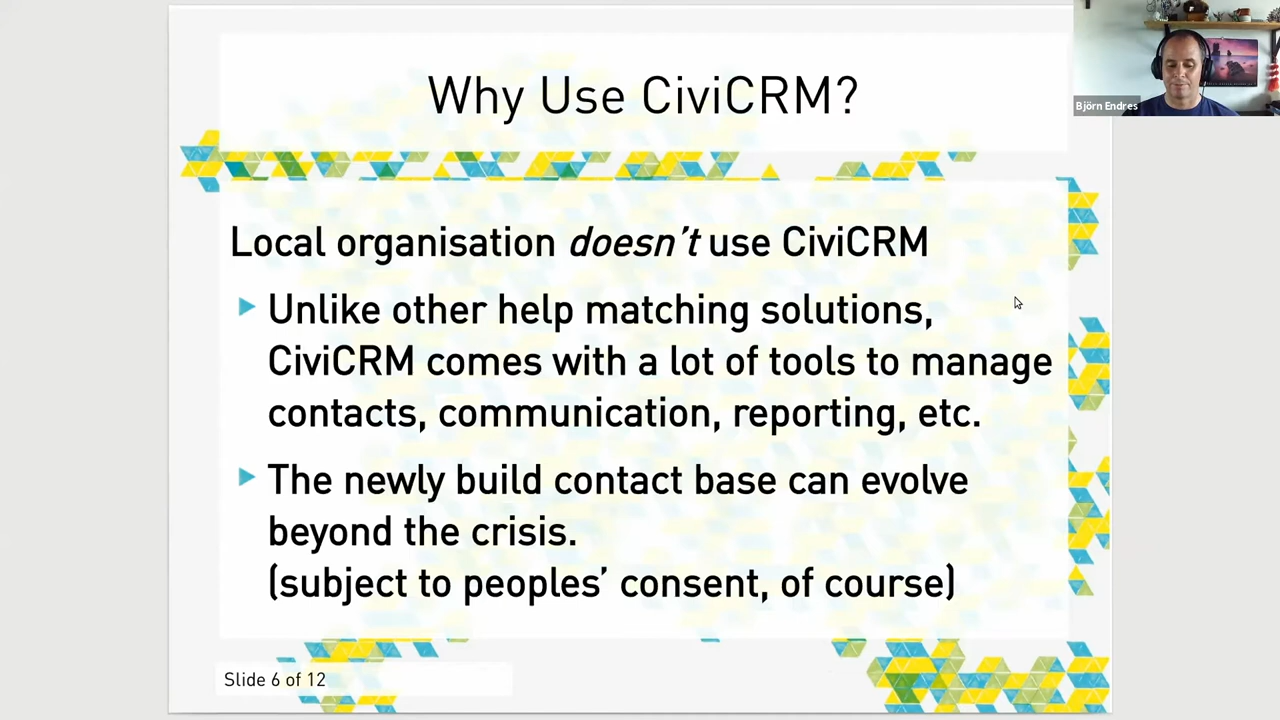 Why Use CiviCRM?
Björn Endres
Local organisation doesn't use CiviCRM
Unlike other help matching solutions,
CiviCRM comes with a lot of tools to manage
contacts, communication, reporting, etc.
The newly build contact base can evolve
beyond the crisis.
(subject to peoples' consent, of course)
Slide 6 of 12